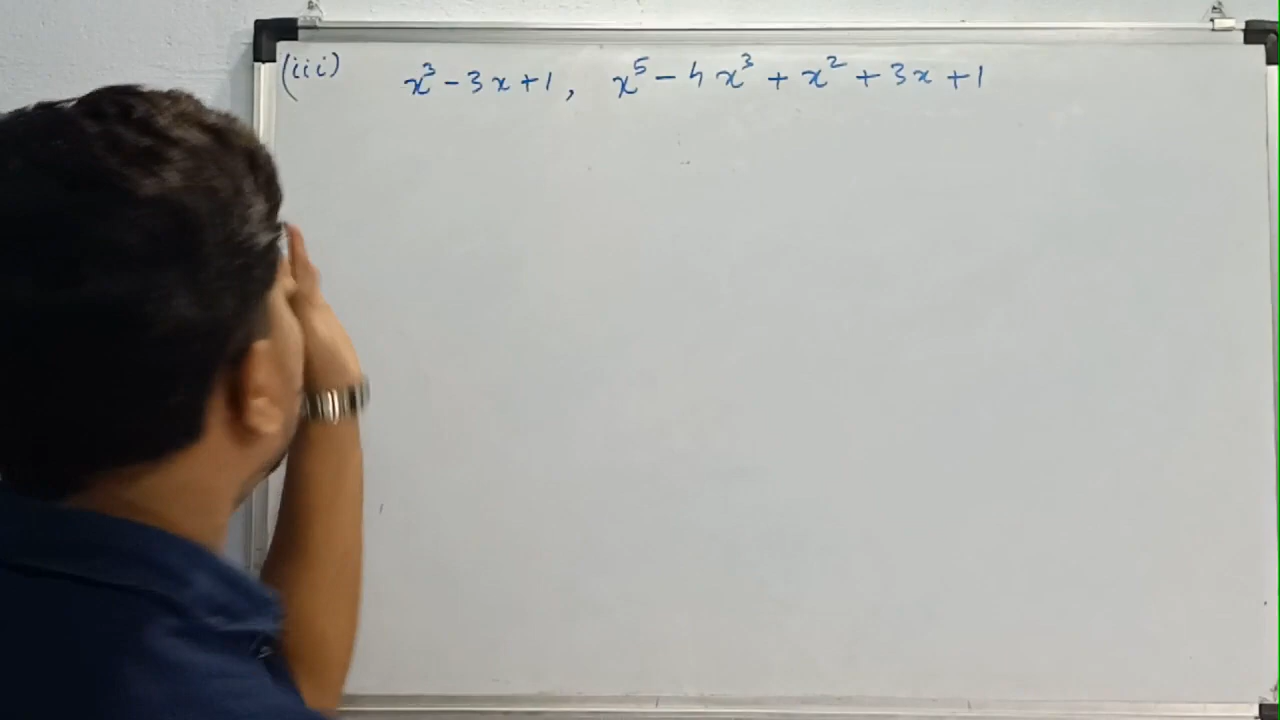 (iii) x³ - 3x + 1, x⁵ - 4x³ + x² + 3x + 1